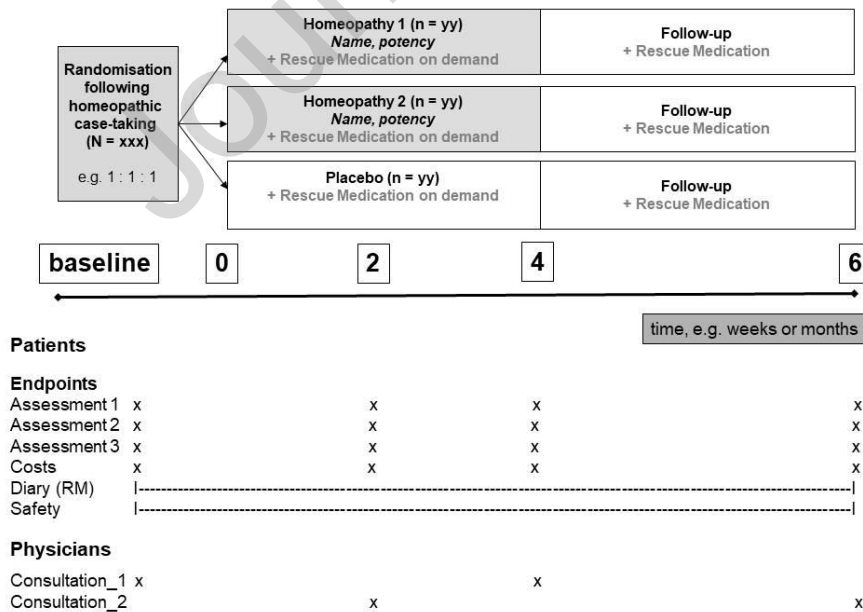 Homeopathy 1 (n = yy)
Name, potency
+ Rescue Medication on demand
Follow-up
+ Rescue Medication
Randomisation
following
homeopathic
case-taking
(N = xxx)
e.g. 1 : 1 : 1
Homeopathy 2 (n = yy)
Name, potency
+ Rescue Medication on demand
Follow-up
+ Rescue Medication
Placebo (n = yy)
+ Rescue Medication on demand
Follow-up
+ Rescue Medication
baseline 0 2 4 6
time, e.g. weeks or months
Patients
Endpoints
Assessment 1 x x x x
Assessment 2 x x x x
Assessment 3 x x x x
Costs x x x x
Diary (RM) I--------------------I
Safety I--------------------I
Physicians
Consultation_1 x x
Consultation_2 x x
Jour